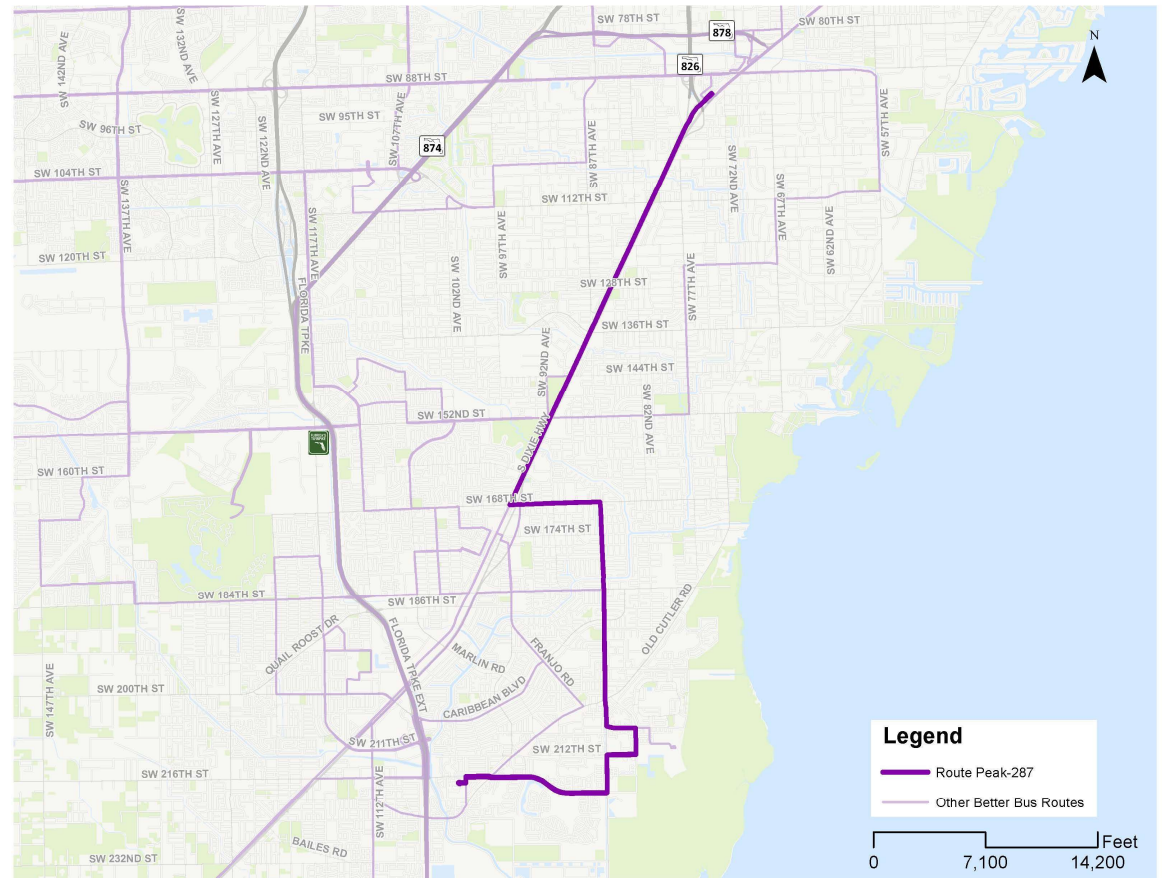 SW 78TH ST
SW 80TH ST
878
N
SW 142ND AVE
SW 132ND AVE
826
SW 88TH ST
SW 127TH AVE
SW 96TH ST
SW 122ND AVE
SW 95TH ST
SW 107TH AVE
874
SW 87TH AVE
SW 57TH AVE
SW 72ND AVE
SW 104TH ST
SW 67TH AVE
SW 137TH AVE
SW 112TH ST
SW 117TH AVE
SW 97TH AVE
SW 62ND AVE
SW 120TH ST
SW 102ND AVE
SW 77TH AVE
FLORIDA TPKE
SW 128TH ST
SW 136TH ST
SW 92ND AVE
SW 144TH ST
SW 82ND AVE
SW 152ND ST
S DIXIE HWY
SW 160TH ST
SW 168TH ST
SW 174TH ST
SW 184TH ST
SW 186TH ST
OLD CUTLER RD
QUAIL ROOST DR
FLORIDA TPKE EXT
MARLIN RD
FRANJO RD
SW 147TH AVE
SW 200TH ST
CARIBBEAN BLVD
SW 211TH ST
SW 212TH ST
SW 216TH ST
SW 112TH AVE
BAILES RD
SW 232ND ST
Legend
Route Peak-287
Other Better Bus Routes
Feet
0 7,100 14,200